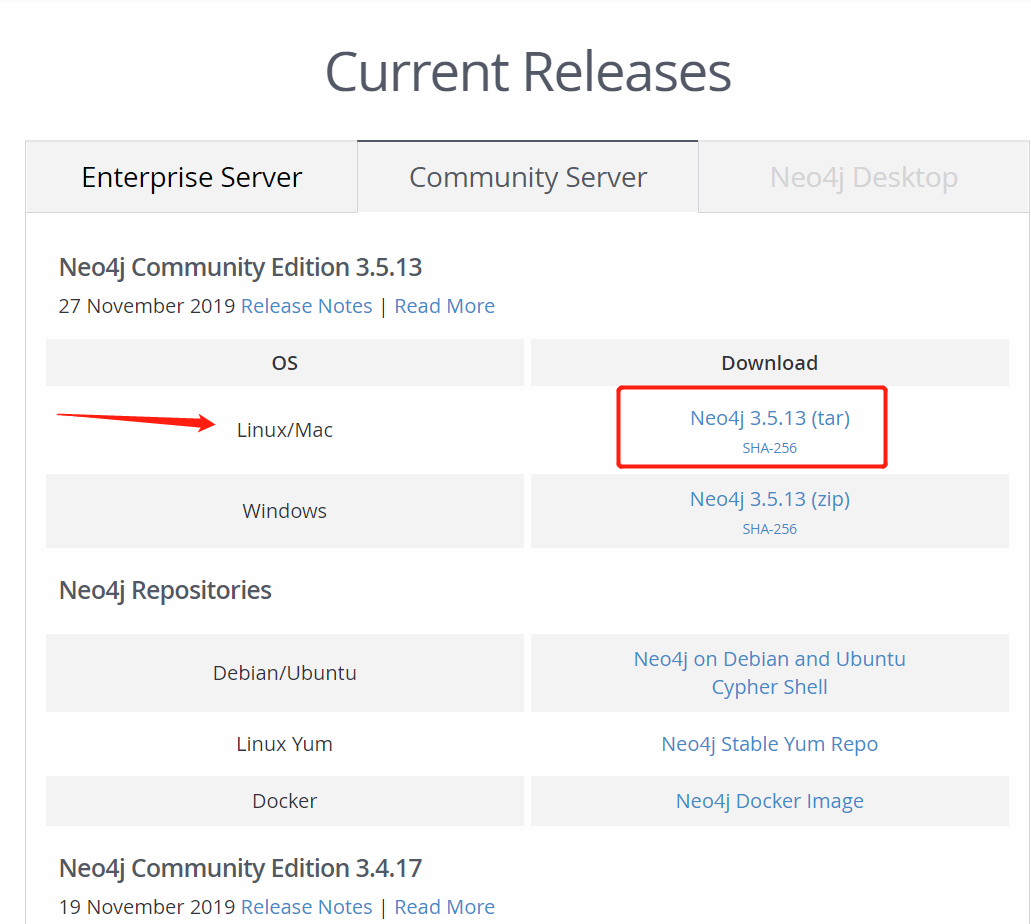 Current Releases
Enterprise Server
Community Server
Neo4j Desktop
Neo4j Community Edition 3.5.13
27 November 2019 Release Notes | Read More
OS
Download
Linux/Mac
Neo4j 3.5.13 (tar)
SHA-256
Windows
Neo4j 3.5.13 (zip)
SHA-256
Neo4j Repositories
Debian/Ubuntu
Neo4j on Debian and Ubuntu
Cypher Shell
Linux Yum
Neo4j Stable Yum Repo
Docker
Neo4j Docker Image
Neo4j Community Edition 3.4.17
19 November 2019 Release Notes | Read More